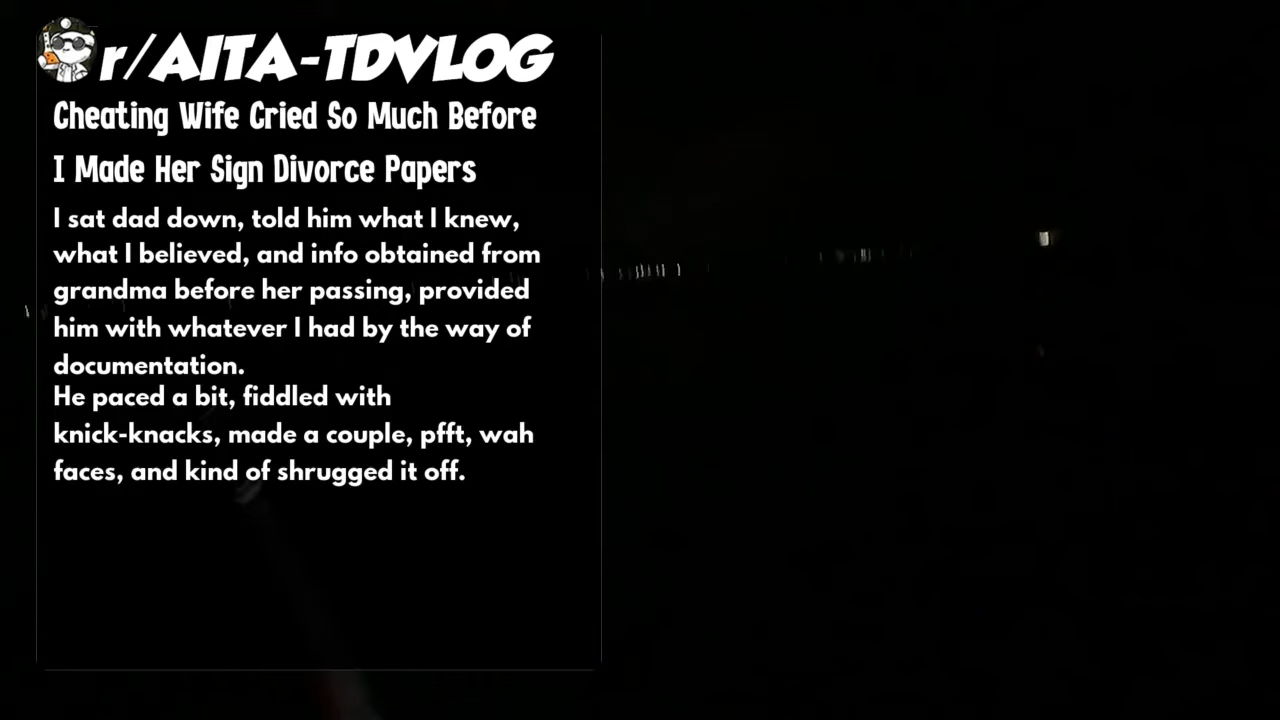 r/AITA-TDVLOG
Cheating Wife Cried So Much Before
I Made Her Sign Divorce Papers
I sat dad down, told him what I knew,
what I believed, and info obtained from
grandma before her passing, provided
him with whatever I had by the way of
documentation.
He paced a bit, fiddled with
knick-knacks, made a couple, pfft, wah
faces, and kind of shrugged it off.